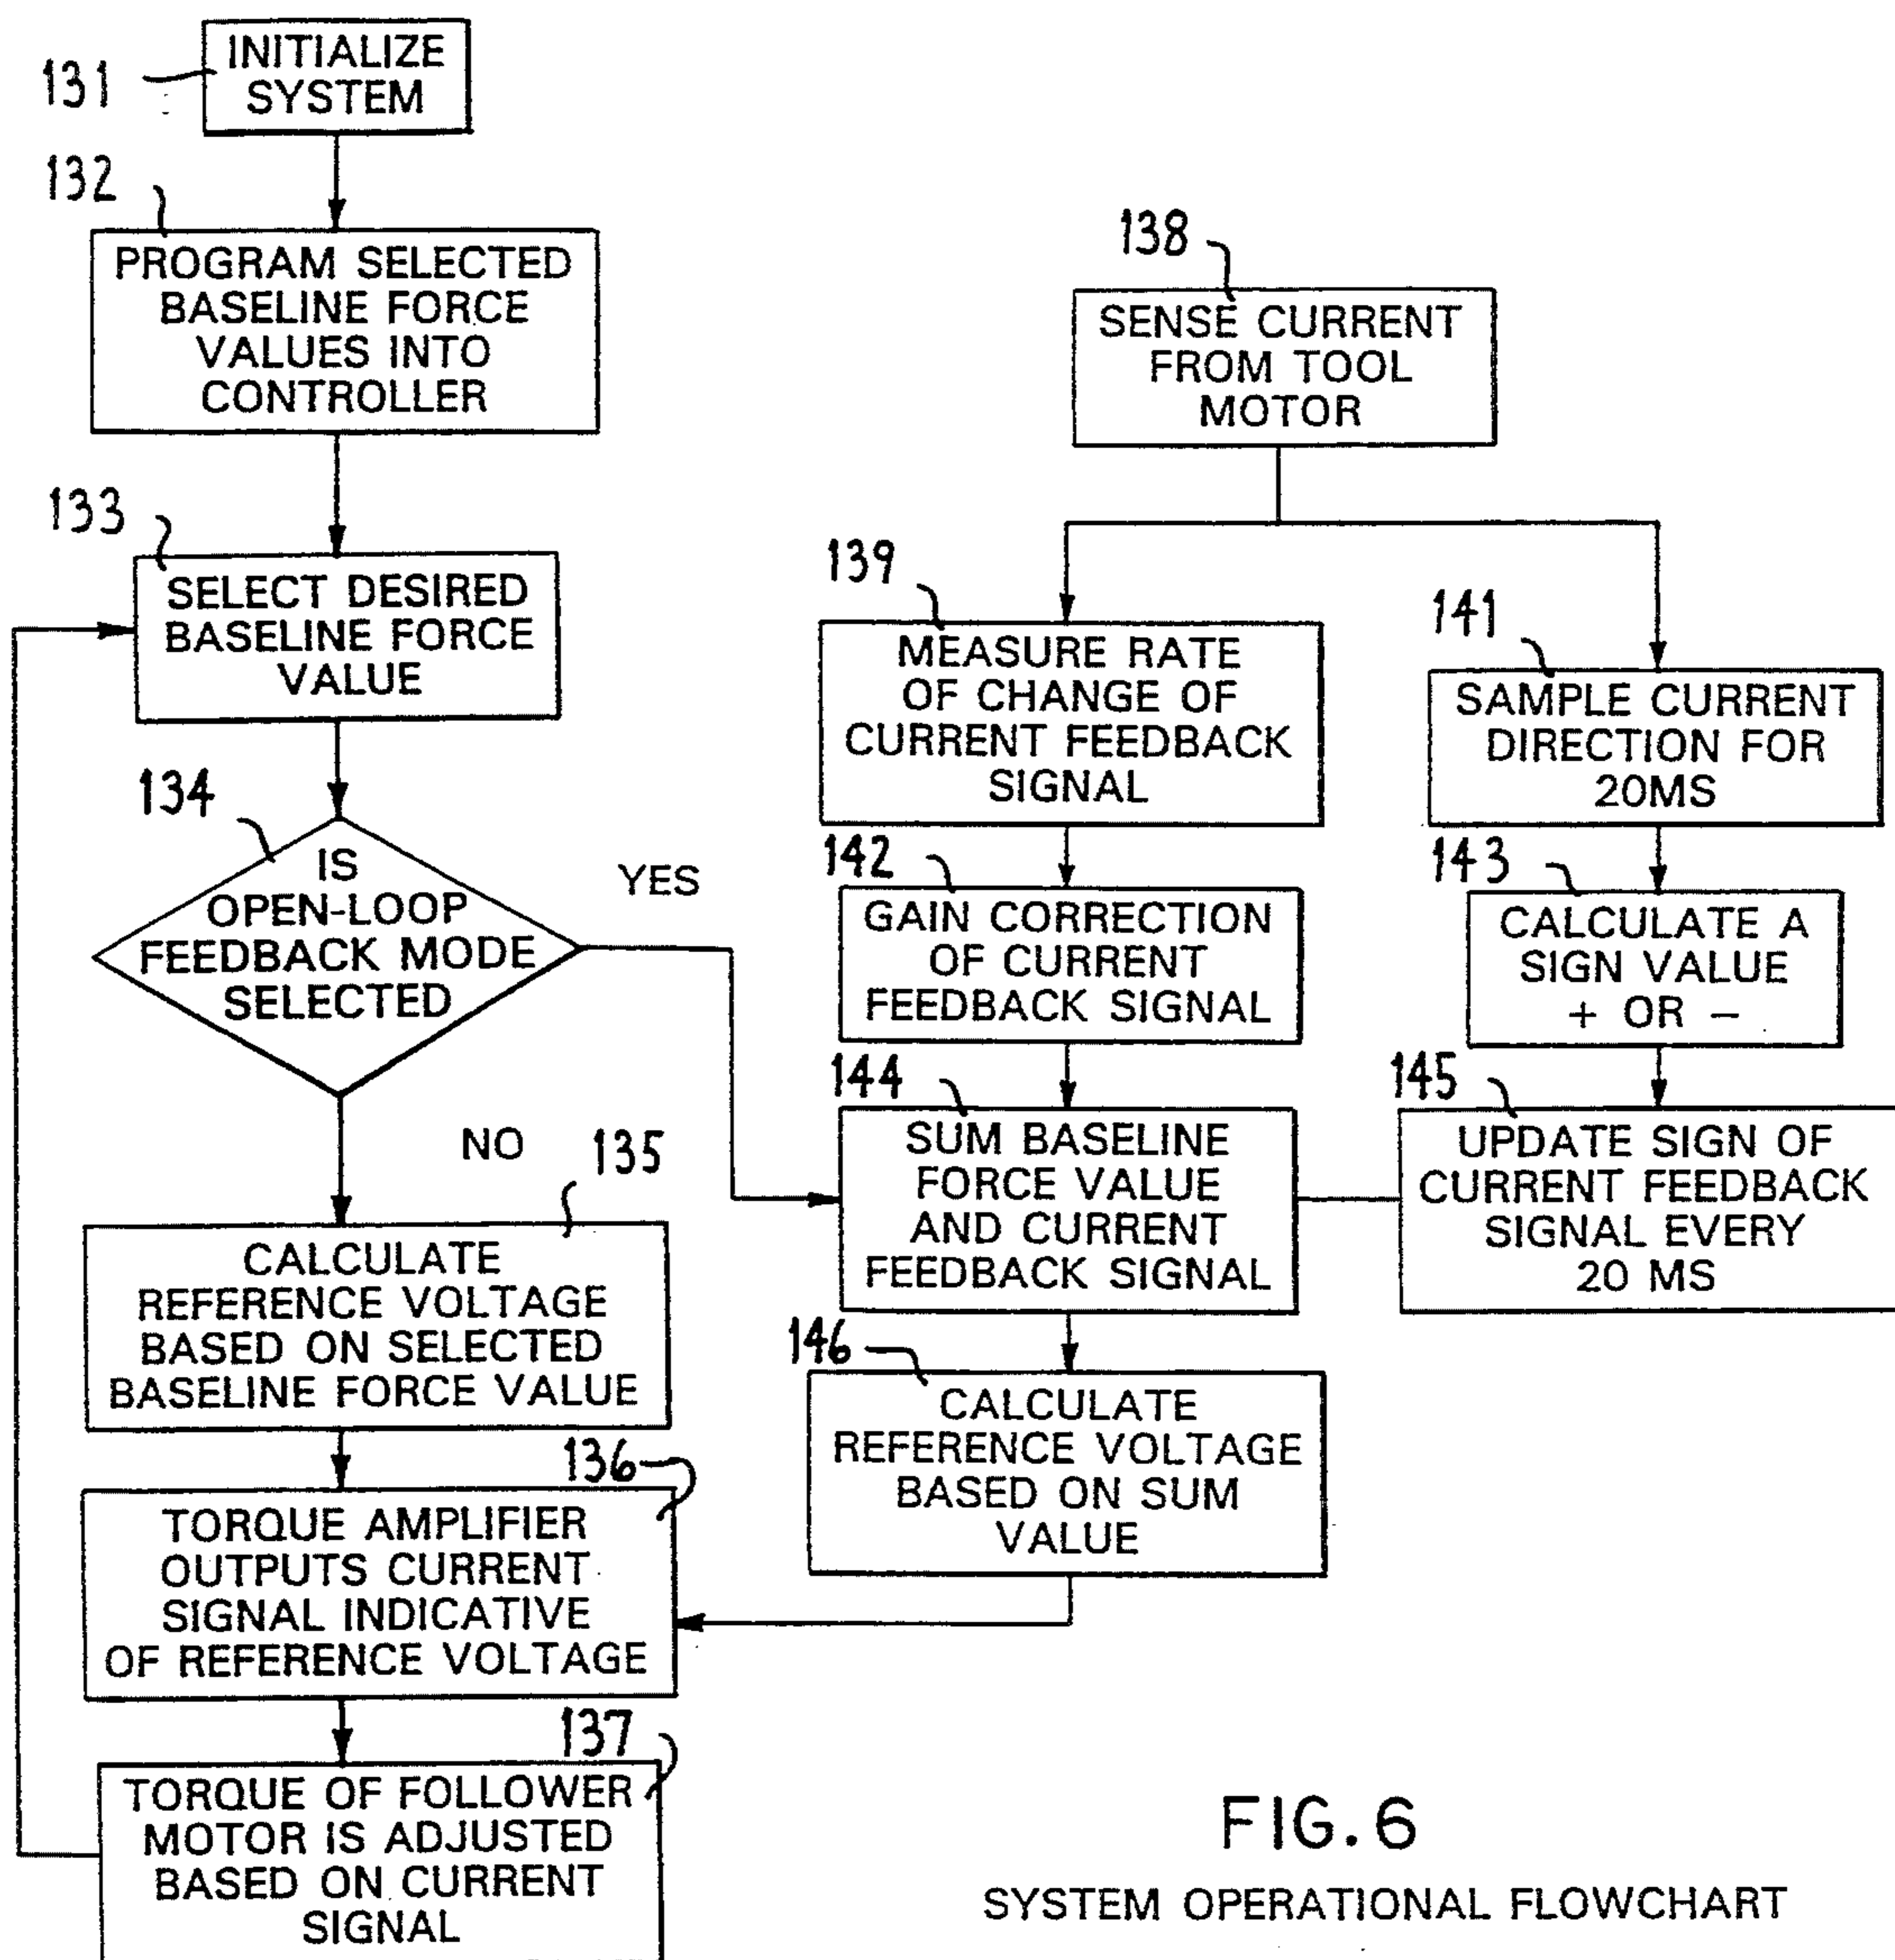 131
INITIALIZE
SYSTEM
132
PROGRAM SELECTED
BASELINE FORCE
VALUES INTO
CONTROLLER
133
SELECT DESIRED
BASELINE FORCE
VALUE
134
IS
OPEN-LOOP
FEEDBACK MODE
SELECTED
YES
NO
135
CALCULATE
REFERENCE VOLTAGE
BASED ON SELECTED
BASELINE FORCE VALUE
136
TORQUE AMPLIFIER
OUTPUTS CURRENT
SIGNAL INDICATIVE
OF REFERENCE VOLTAGE
137
TORQUE OF FOLLOWER
MOTOR IS ADJUSTED
BASED ON CURRENT
SIGNAL
138
SENSE CURRENT
FROM TOOL
MOTOR
139
MEASURE RATE
OF CHANGE OF
CURRENT FEEDBACK
SIGNAL
141
SAMPLE CURRENT
DIRECTION FOR
20MS
142
GAIN CORRECTION
OF CURRENT
FEEDBACK SIGNAL
143
CALCULATE A
SIGN VALUE
+ OR −
144
SUM BASELINE
FORCE VALUE
AND CURRENT
FEEDBACK SIGNAL
145
UPDATE SIGN OF
CURRENT FEEDBACK
SIGNAL EVERY
20 MS
146
CALCULATE
REFERENCE VOLTAGE
BASED ON SUM
VALUE
FIG. 6
SYSTEM OPERATIONAL FLOWCHART